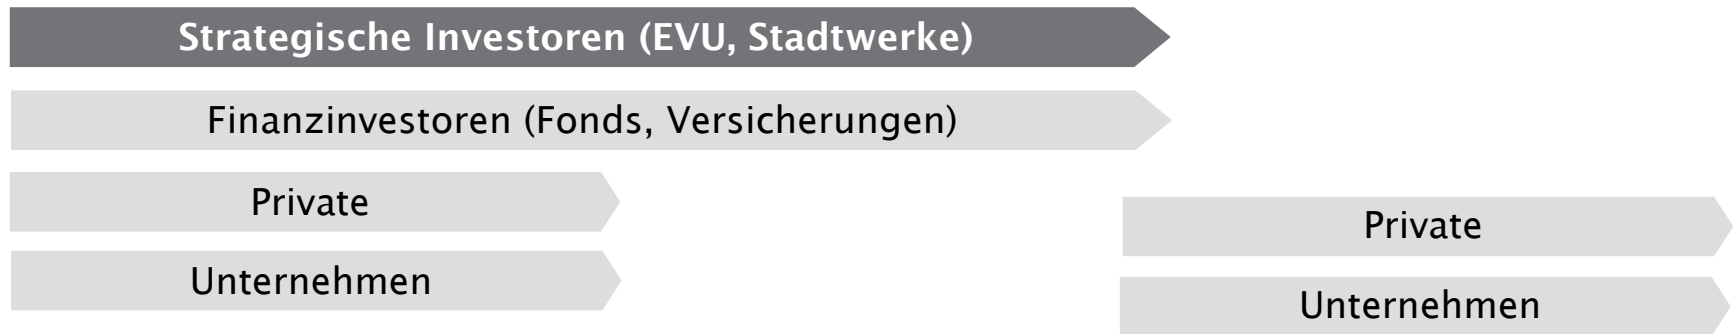 Strategische Investoren (EVU, Stadtwerke)
Finanzinvestoren (Fonds, Versicherungen)
Private
Private
Unternehmen
Unternehmen